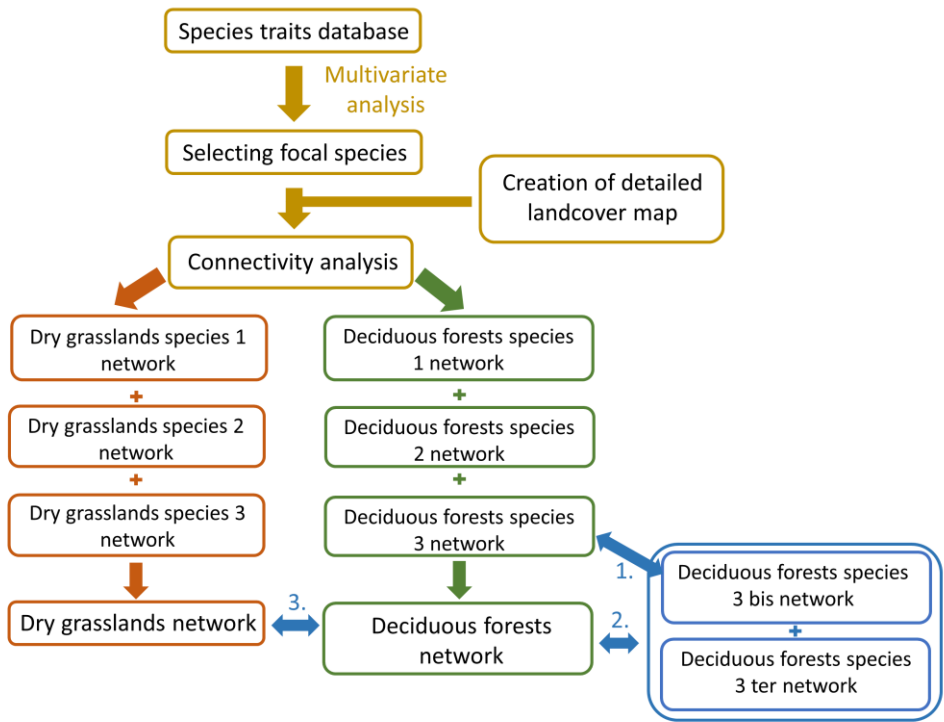 Species traits database
Multivariate
analysis
Selecting focal species
Creation of detailed
landcover map
Connectivity analysis
Dry grasslands species 1
network
+
Dry grasslands species 2
network
+
Dry grasslands species 3
network
Dry grasslands network
Deciduous forests species
1 network
+
Deciduous forests species
2 network
+
Deciduous forests species
3 network
Deciduous forests
network
1.
2.
3.
Deciduous forests species
3 bis network
+
Deciduous forests species
3 ter network